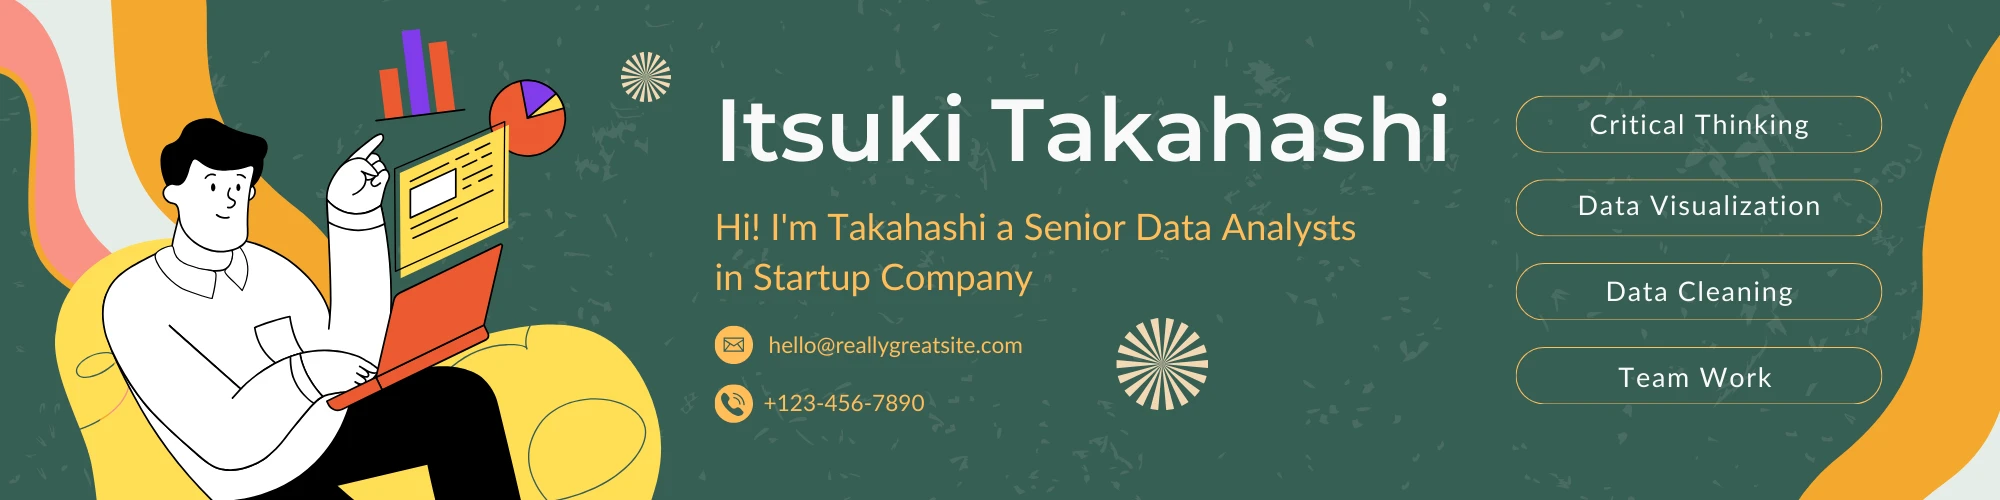 Itsuki Takahashi
Hi! I'm Takahashi a Senior Data Analysts
in Startup Company
hello@reallygreatsite.com
+123-456-7890
Critical Thinking
Data Visualization
Data Cleaning
Team Work